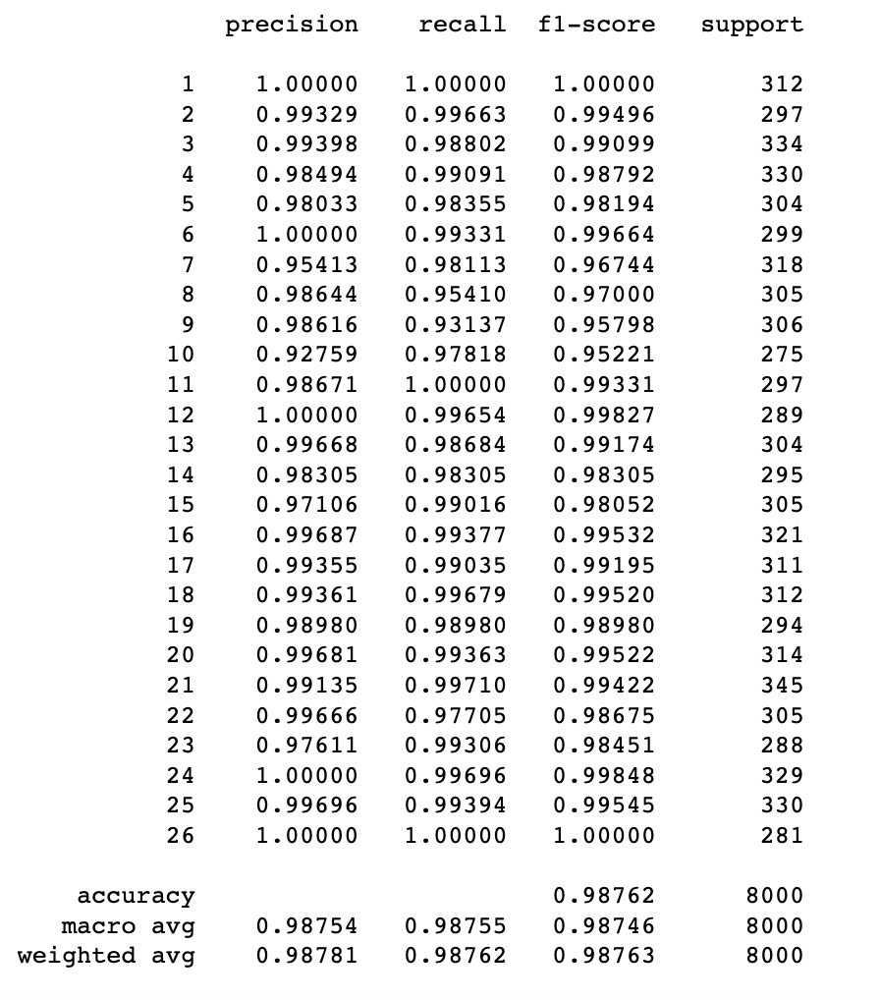 precision recall f1-score support
1 1.00000 1.00000 1.00000 312
2 0.99329 0.99663 0.99496 297
3 0.99398 0.98802 0.99099 334
4 0.98494 0.99091 0.98792 330
5 0.98033 0.98355 0.98194 304
6 1.00000 0.99331 0.99664 299
7 0.95413 0.98113 0.96744 318
8 0.98644 0.95410 0.97000 305
9 0.98616 0.93137 0.95798 306
10 0.92759 0.97818 0.95221 275
11 0.98671 1.00000 0.99331 297
12 1.00000 0.99654 0.99827 289
13 0.99668 0.98684 0.99174 304
14 0.98305 0.98305 0.98305 295
15 0.97106 0.99016 0.98052 305
16 0.99687 0.99377 0.99532 321
17 0.99355 0.99035 0.99195 311
18 0.99361 0.99679 0.99520 312
19 0.98980 0.98980 0.98980 294
20 0.99681 0.99363 0.99522 314
21 0.99135 0.99710 0.99422 345
22 0.99666 0.97705 0.98675 305
23 0.97611 0.99306 0.98451 288
24 1.00000 0.99696 0.99848 329
25 0.99696 0.99394 0.99545 330
26 1.00000 1.00000 1.00000 281
accuracy 0.98762 8000
macro avg 0.98754 0.98755 0.98746 8000
weighted avg 0.98781 0.98762 0.98763 8000